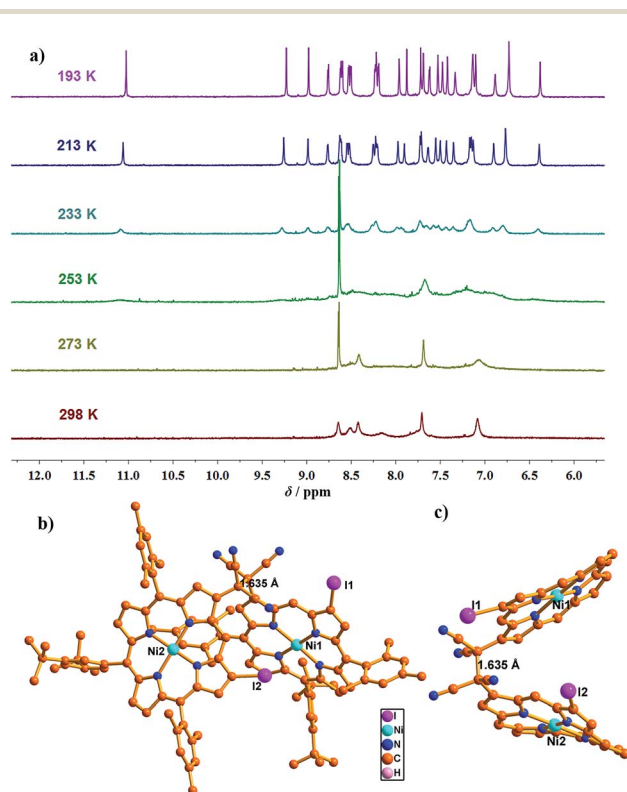 a)
193 K
213 K
233 K
253 K
273 K
298 K
12.0 11.5 11.0 10.5 10.0 9.5 9.0 8.5 8.0 7.5 7.0 6.5 6.0
δ / ppm
b)
1.635 Å
I1
Ni2
Ni1
I2
I
Ni
N
C
H
c)
I1
Ni1
1.635 Å
I2
Ni2